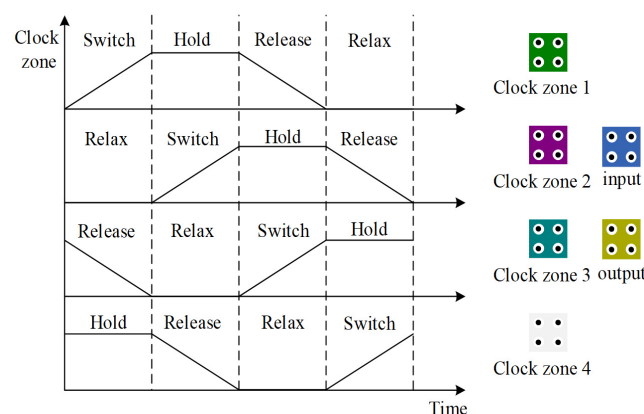 Clock
zone
Switch Hold Release Relax
Clock zone 1
Relax Switch Hold Release
Clock zone 2 input
Release Relax Switch Hold
Clock zone 3 output
Hold Release Relax Switch
Clock zone 4
Time